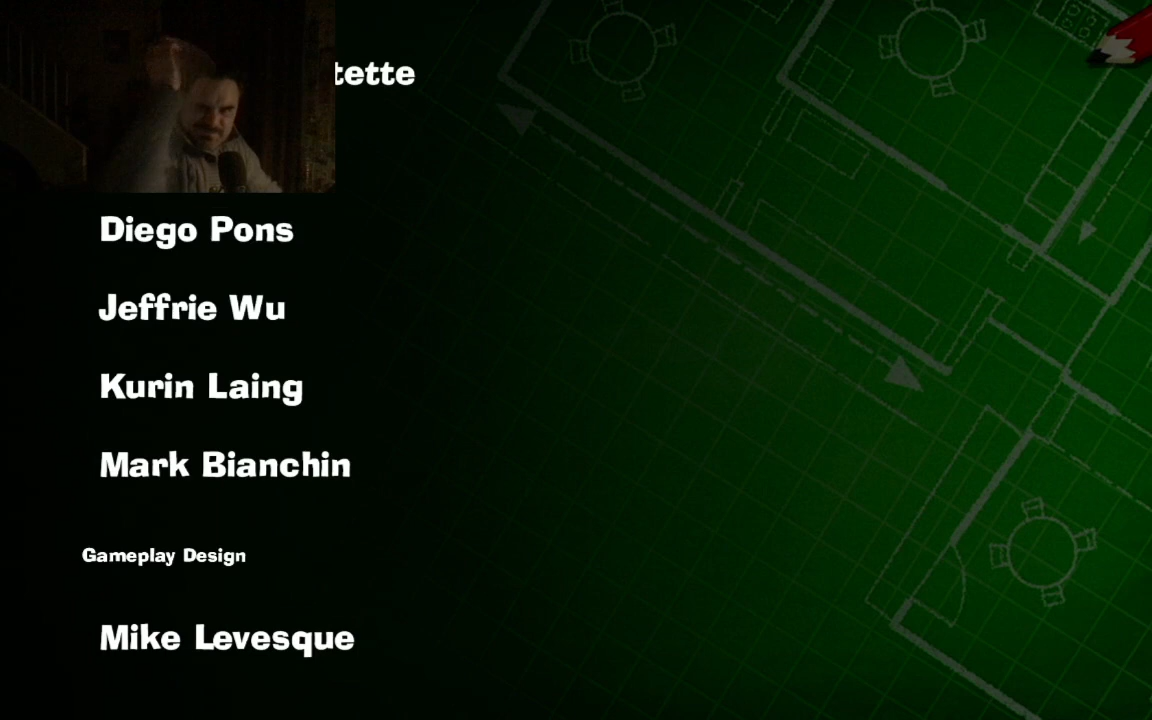 tette
Diego Pons
Jeffrie Wu
Kurin Laing
Mark Bianchin
Gameplay Design
Mike Levesque